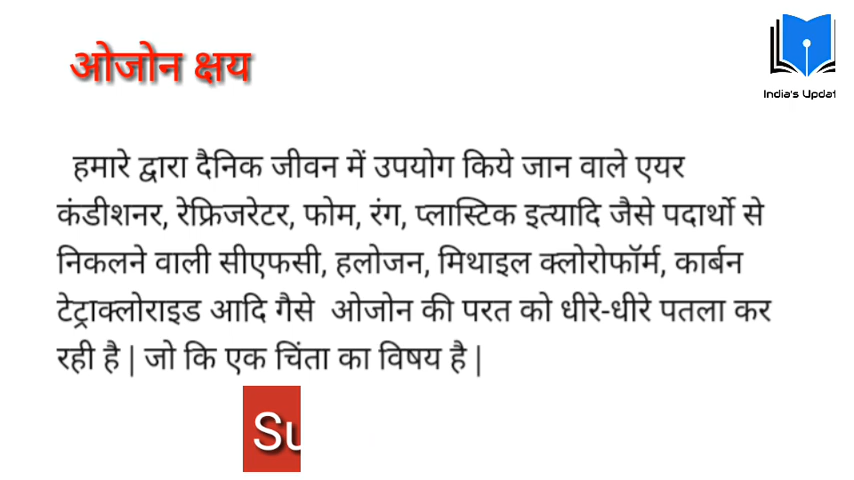 ओजोन क्षय
India's Updat
हमारे द्वारा दैनिक जीवन में उपयोग किये जान वाले एयर
कंडीशनर, रेफ्रिजरेटर, फोम, रंग, प्लास्टिक इत्यादि जैसे पदार्थो से
निकलने वाली सीएफसी, हलोजन, मिथाइल क्लोरोफॉर्म, कार्बन
टेट्राक्लोराइड आदि गैसे ओजोन की परत को धीरे-धीरे पतला कर
रही है | जो कि एक चिंता का विषय है |
Su